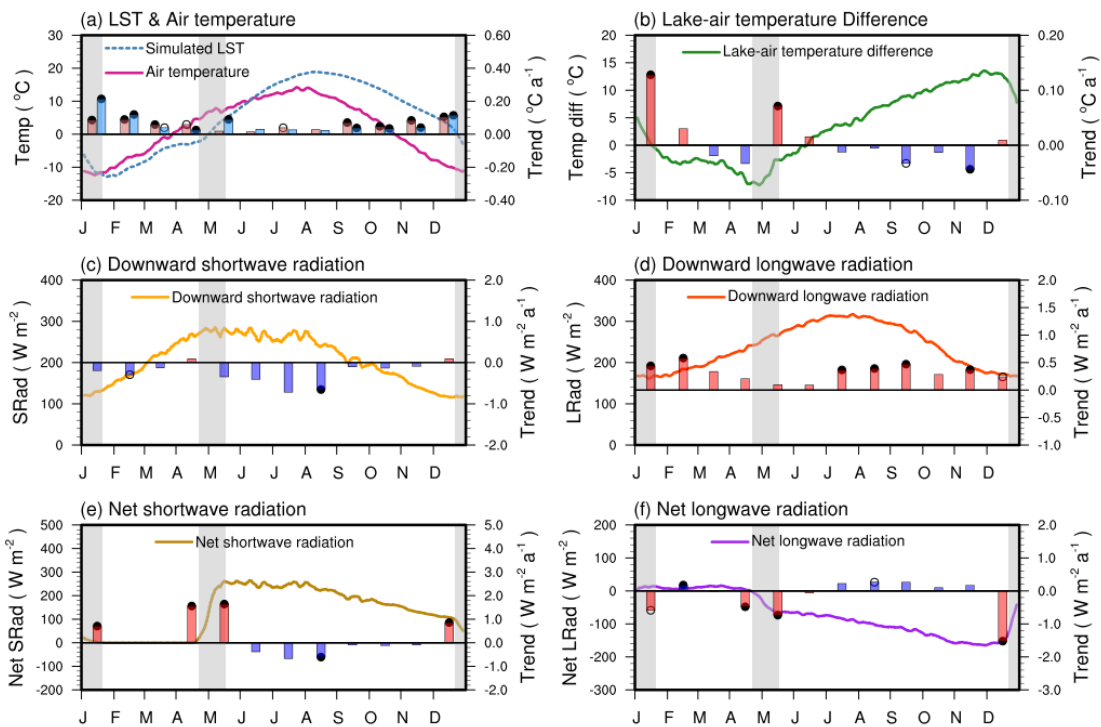 (a) LST & Air temperature
Simulated LST
Air temperature
Temp ( °C)
30
20
10
0
-10
-20
0.60
0.40
0.20
0.00
-0.20
-0.40
Trend ( °C a-1)
J F M A M J J A S O N D
(b) Lake-air temperature Difference
Lake-air temperature difference
Temp diff ( °C)
20
15
10
5
0
-5
-10
0.20
0.10
0.00
-0.10
Trend ( °C a-1)
J F M A M J J A S O N D
(c) Downward shortwave radiation
Downward shortwave radiation
SRad ( W m-2)
400
300
200
100
0
2.0
1.0
0.0
-1.0
-2.0
Trend ( W m-2 a-1)
J F M A M J J A S O N D
(d) Downward longwave radiation
Downward longwave radiation
LRad ( W m-2)
400
300
200
100
0
2.0
1.5
1.0
0.5
0.0
-0.5
-1.0
Trend ( W m-2 a-1)
J F M A M J J A S O N D
(e) Net shortwave radiation
Net shortwave radiation
Net SRad ( W m-2)
500
400
300
200
100
0
-100
-200
5.0
4.0
3.0
2.0
1.0
0.0
-1.0
-2.0
Trend ( W m-2 a-1)
J F M A M J J A S O N D
(f) Net longwave radiation
Net longwave radiation
Net LRad ( W m-2)
200
100
0
-100
-200
-300
2.0
1.0
0.0
-1.0
-2.0
-3.0
Trend ( W m-2 a-1)
J F M A M J J A S O N D